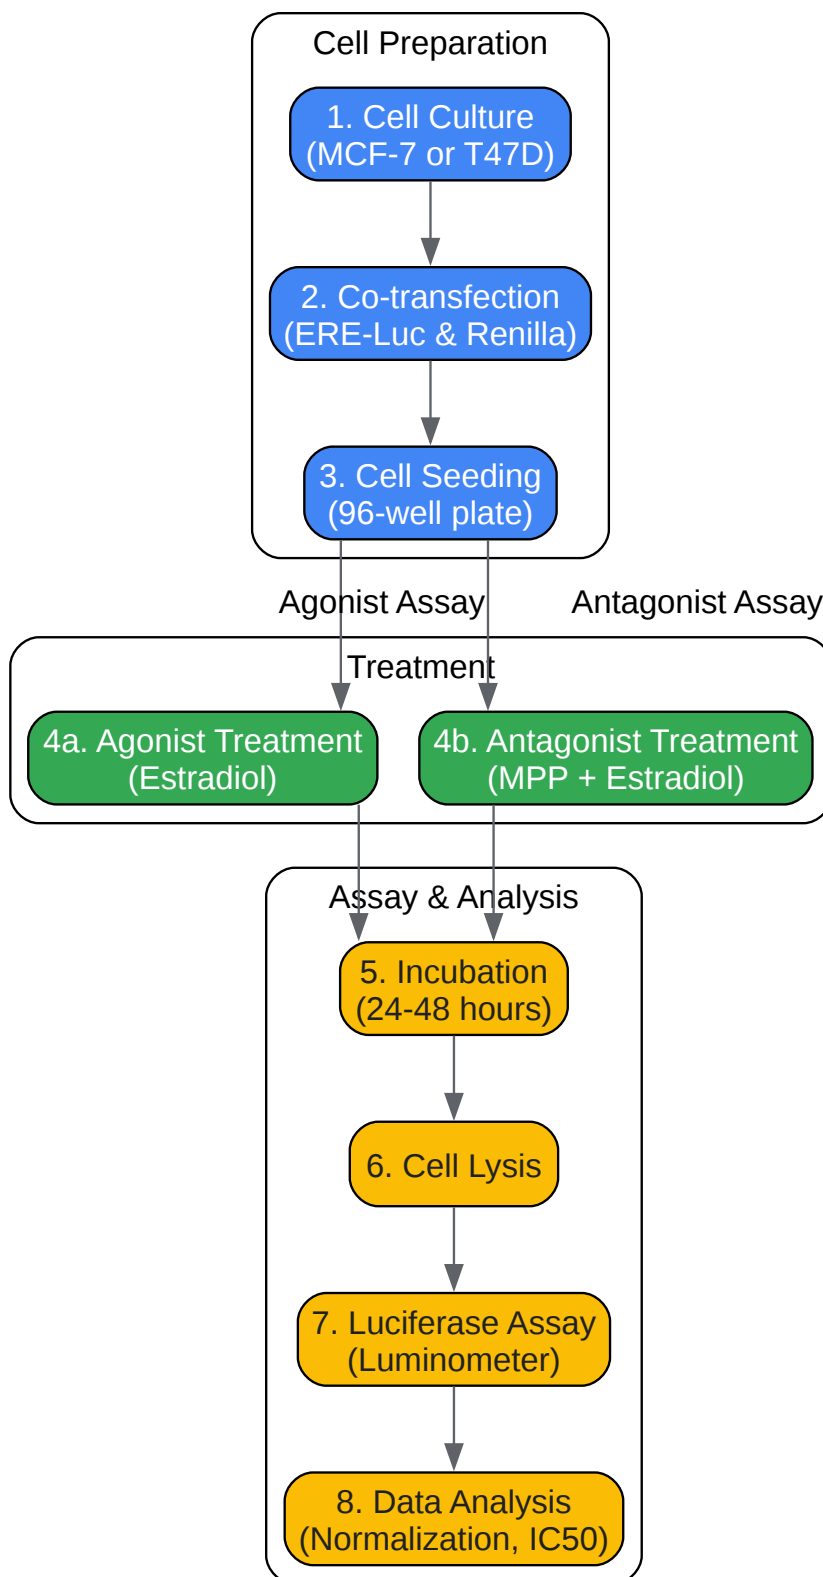 Cell Preparation
1. Cell Culture
(MCF-7 or T47D)
2. Co-transfection
(ERE-Luc & Renilla)
3. Cell Seeding
(96-well plate)
Agonist Assay
Antagonist Assay
Treatment
4a. Agonist Treatment
(Estradiol)
4b. Antagonist Treatment
(MPP + Estradiol)
Assay & Analysis
5. Incubation
(24-48 hours)
6. Cell Lysis
7. Luciferase Assay
(Luminometer)
8. Data Analysis
(Normalization, IC50)